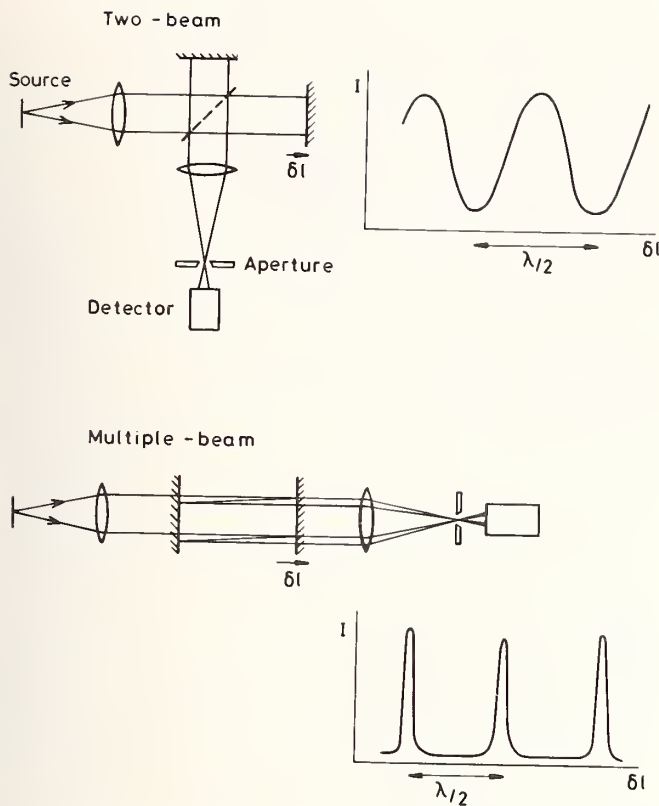 Two-beam
Source
δl
Aperture
Detector
I
δl
λ/2
Multiple-beam
δl
I
δl
λ/2